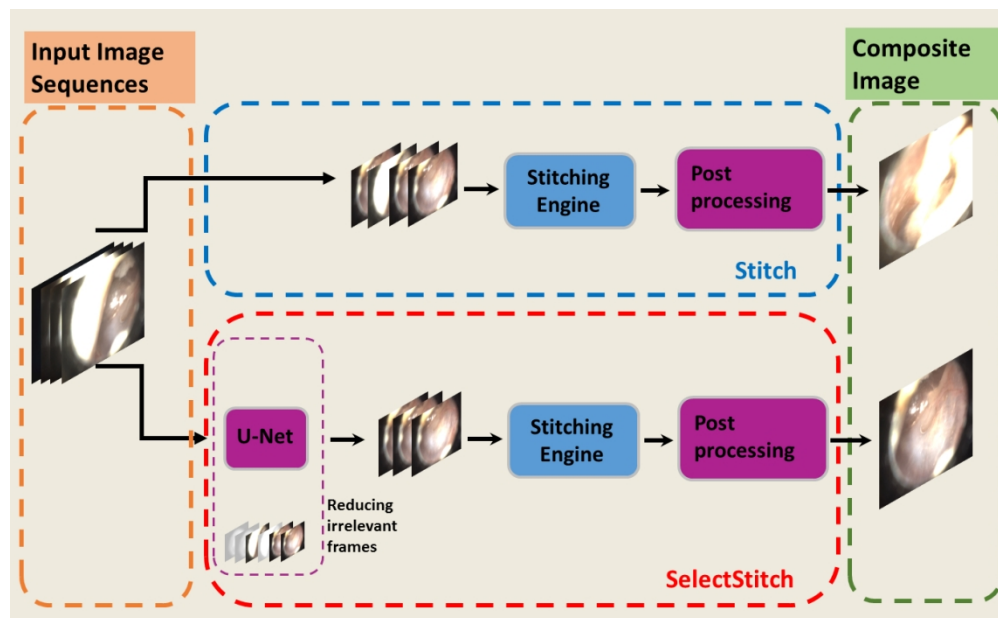 Input Image
Sequences
Composite
Image
Stitching
Engine
Post
processing
Stitch
U-Net
Stitching
Engine
Post
processing
Reducing
irrelevant
frames
SelectStitch